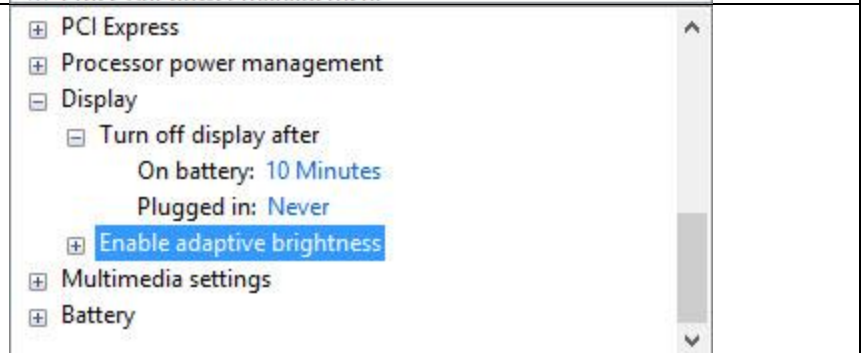 PCI Express
Processor power management
Display
Turn off display after
On battery: 10 Minutes
Plugged in: Never
Enable adaptive brightness
Multimedia settings
Battery